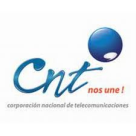 Cnt
nos une!
corporación nacional de telecomunicaciones